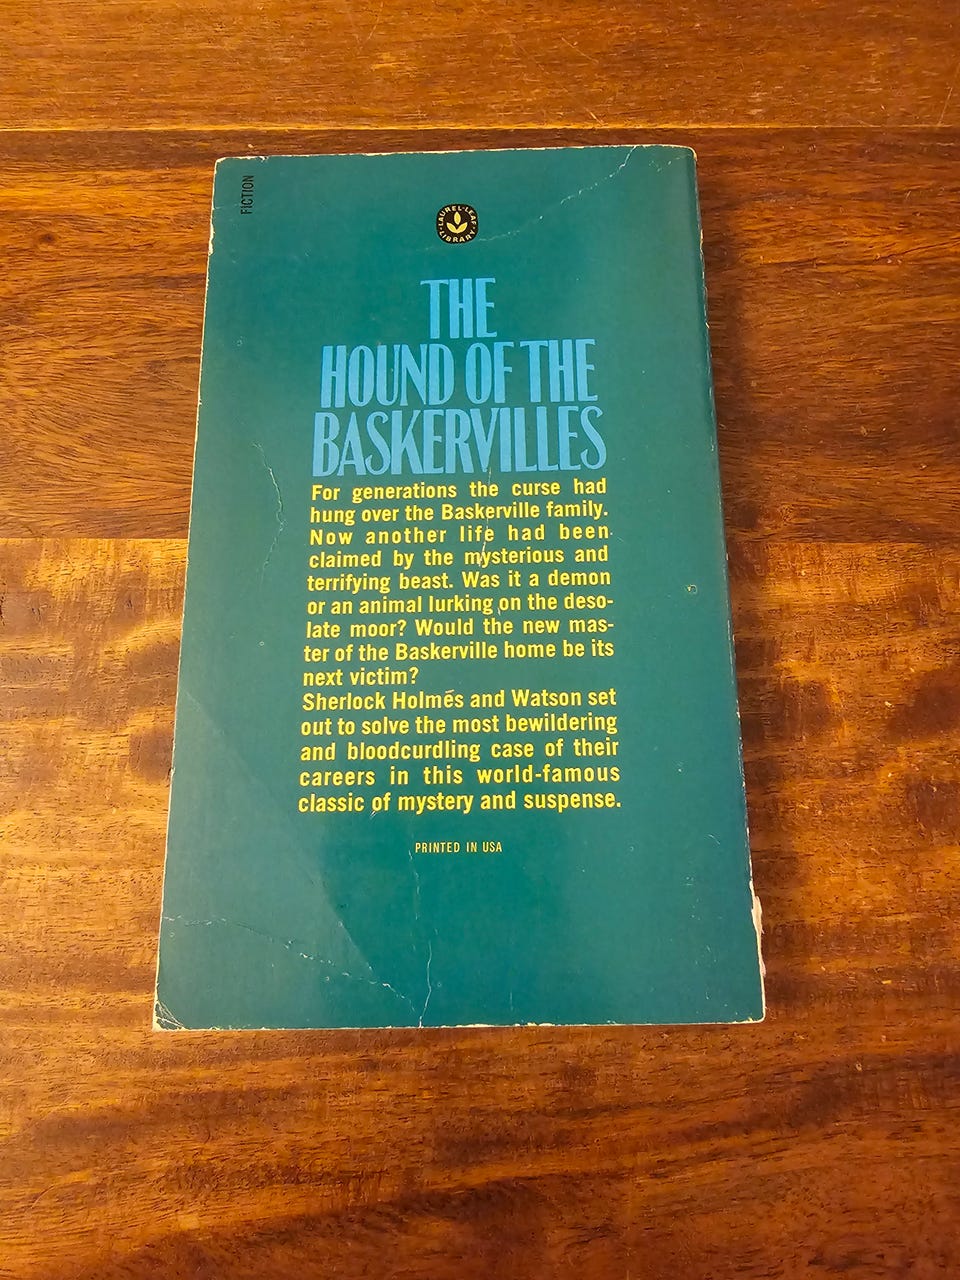 FICTION
LAUREL-LEAF
LIBRARY
THE
HOUND OF THE
BASKERVILLES
For generations the curse had
hung over the Baskerville family.
Now another life had been
claimed by the mysterious and
terrifying beast. Was it a demon
or an animal lurking on the deso-
late moor? Would the new mas-
ter of the Baskerville home be its
next victim?
Sherlock Holmes and Watson set
out to solve the most bewildering
and bloodcurdling case of their
careers in this world-famous
classic of mystery and suspense.
PRINTED IN USA